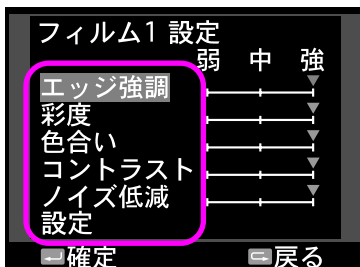 フィルム1 設定
弱 中 強
エッジ強調
彩度
色合い
コントラスト
ノイズ低減
設定
確定 戻る